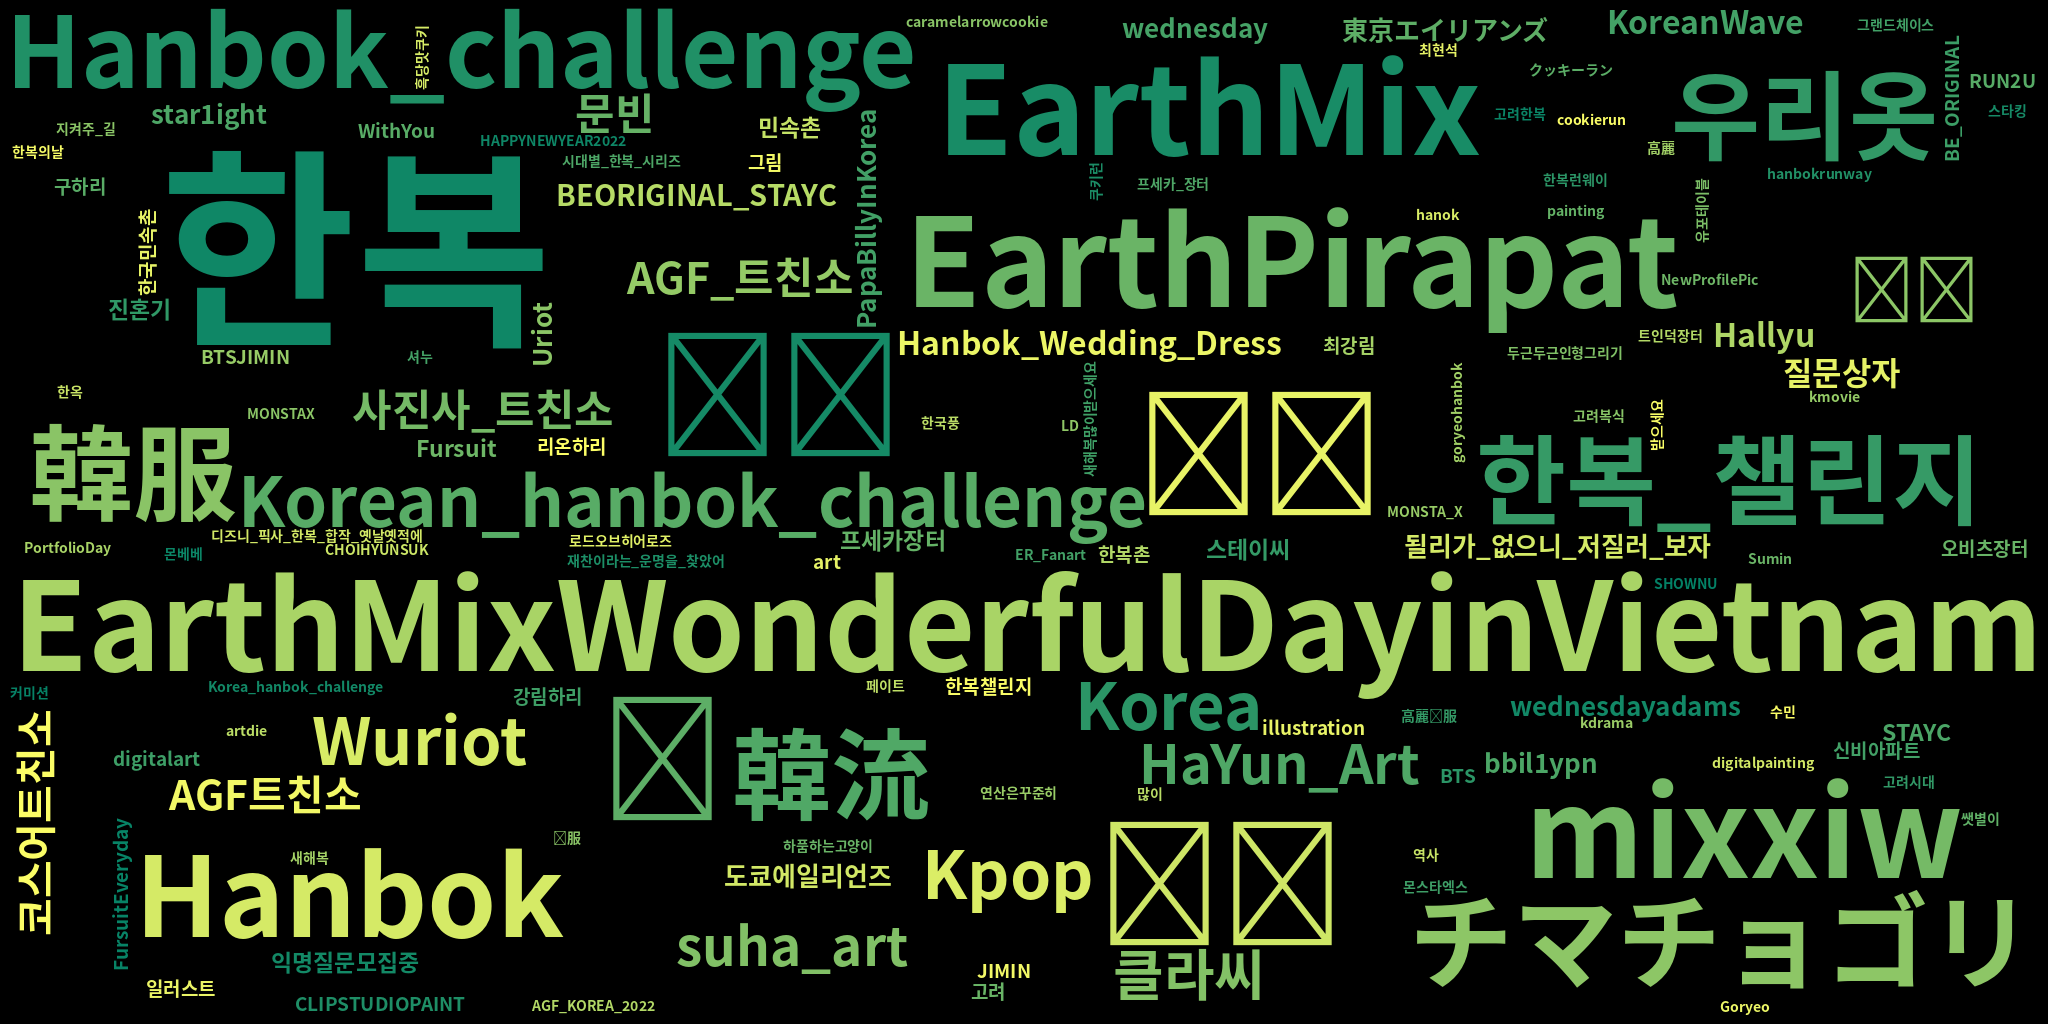 Hanbok_challenge
흑당맛쿠키
caramelarrowcookie
wednesday
東京エイリアンズ
KoreanWave
그랜드체이스
최현석
EarthMix
クッキーラン
우리옷
BE_ORIGINAL
RUN2U
star1ight
문빈
지켜주_길
WithYou
HAPPYNEWYEAR2022
민속촌
PapaBillyInKorea
고려한복
cookierun
스타킹
한복의날
한복
시대별_한복_시리즈
그림
高麗
구하리
BEORIGINAL_STAYC
쿠키런
프세카_장터
한복런웨이
hanbokrunway
한국민속촌
EarthPirapat
hanok
painting
유포테이블
AGF_트친소
NewProfilePic
진혼기
Uriot
BTSJIMIN
셔누
Hanbok_Wedding_Dress
최강림
두근두근인형그리기
트인덕장터
Hallyu
질문상자
한옥
MONSTAX
사진사_트친소
한국풍
LD
새해복많이받으세요
goryeohanbok
고려복식
받으세요
kmovie
韓服
Fursuit
리온하리
한복_챌린지
Korean_hanbok_challenge
MONSTA_X
디즈니_픽사_한복_합작_옛날옛적에
PortfolioDay
몬베베
CHOIHYUNSUK
로드오브히어로즈
재찬이라는_운명을_찾았어
art
프세카장터
ER_Fanart
한복촌
스테이씨
될리가_없으니_저질러_보자
Sumin
오비츠장터
EarthMixWonderfulDayinVietnam
SHOWNU
커미션
Korea_hanbok_challenge
강림하리
페이트
한복챌린지
Korea
illustration
高麗服
wednesdayadams
kdrama
수민
STAYC
코스어트친소
artdie
Wuriot
digitalart
韓流
HaYun_Art
BTS
bbil1ypn
digitalpainting
신비아파트
AGF트친소
연산은꾸준히
많이
고려시대
mixxiw
쌧별이
FursuitEveryday
Hanbok
새해복
服
하품하는고양이
도쿄에일리언즈
Kpop
역사
몬스타엑스
チマチョゴリ
suha_art
익명질문모집중
일러스트
CLIPSTUDIOPAINT
AGF_KOREA_2022
JIMIN
고려
클라씨
Goryeo